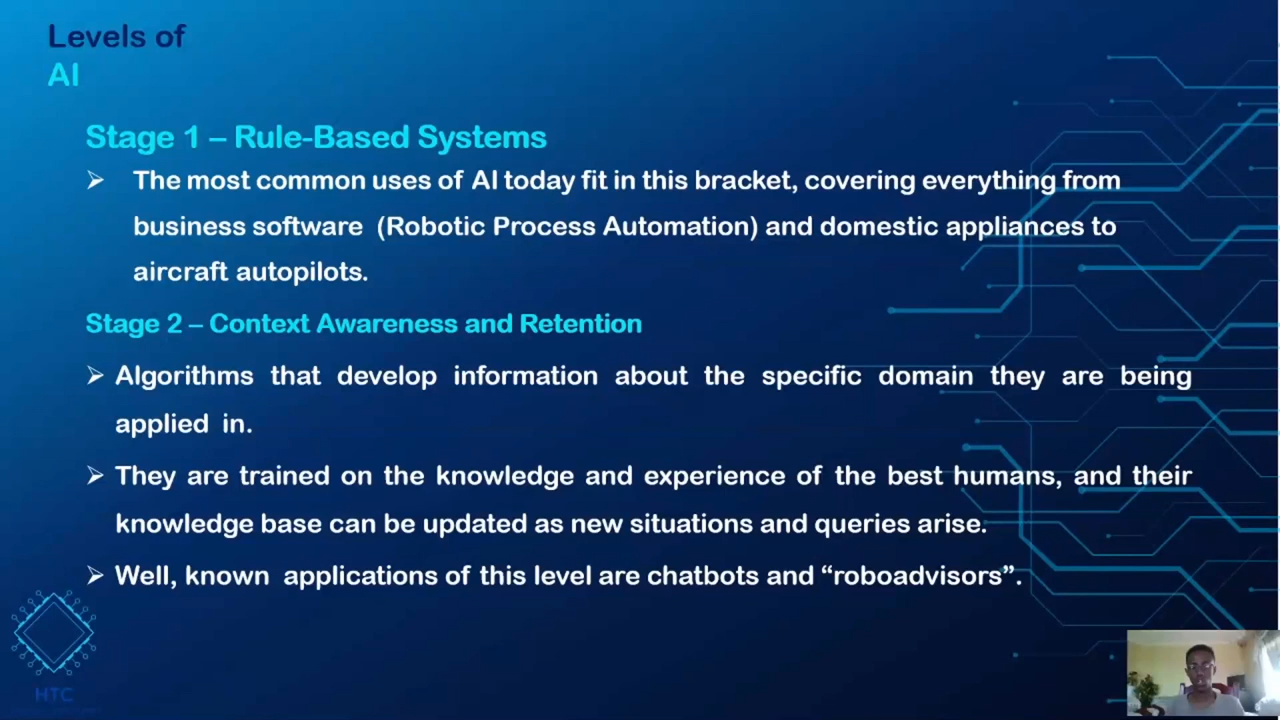 Levels of
AI
Stage 1 – Rule-Based Systems
➢ The most common uses of AI today fit in this bracket, covering everything from
business software (Robotic Process Automation) and domestic appliances to
aircraft autopilots.
Stage 2 – Context Awareness and Retention
➢ Algorithms that develop information about the specific domain they are being
applied in.
➢ They are trained on the knowledge and experience of the best humans, and their
knowledge base can be updated as new situations and queries arise.
➢ Well, known applications of this level are chatbots and “roboadvisors”.
HTC